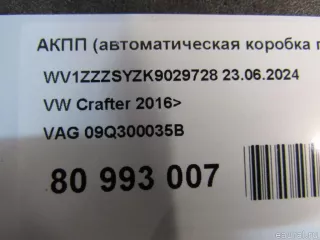 АКПП (автоматическая коробка п
WV1ZZZSYZK9029728 23.06.2024
VW Crafter 2016>
VAG 09Q300035B
80 993 007